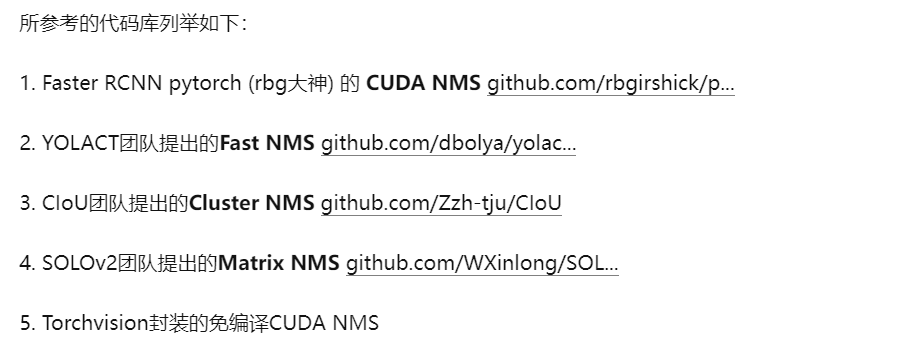 所参考的代码库列举如下：
1. Faster RCNN pytorch (rbg大神) 的 CUDA NMS github.com/rbgirshick/p...
2. YOLACT团队提出的Fast NMS github.com/dbolya/yolac...
3. CIoU团队提出的Cluster NMS github.com/Zzh-tju/CIoU
4. SOLOv2团队提出的Matrix NMS github.com/WXinlong/SOL...
5. Torchvision封装的免编译CUDA NMS